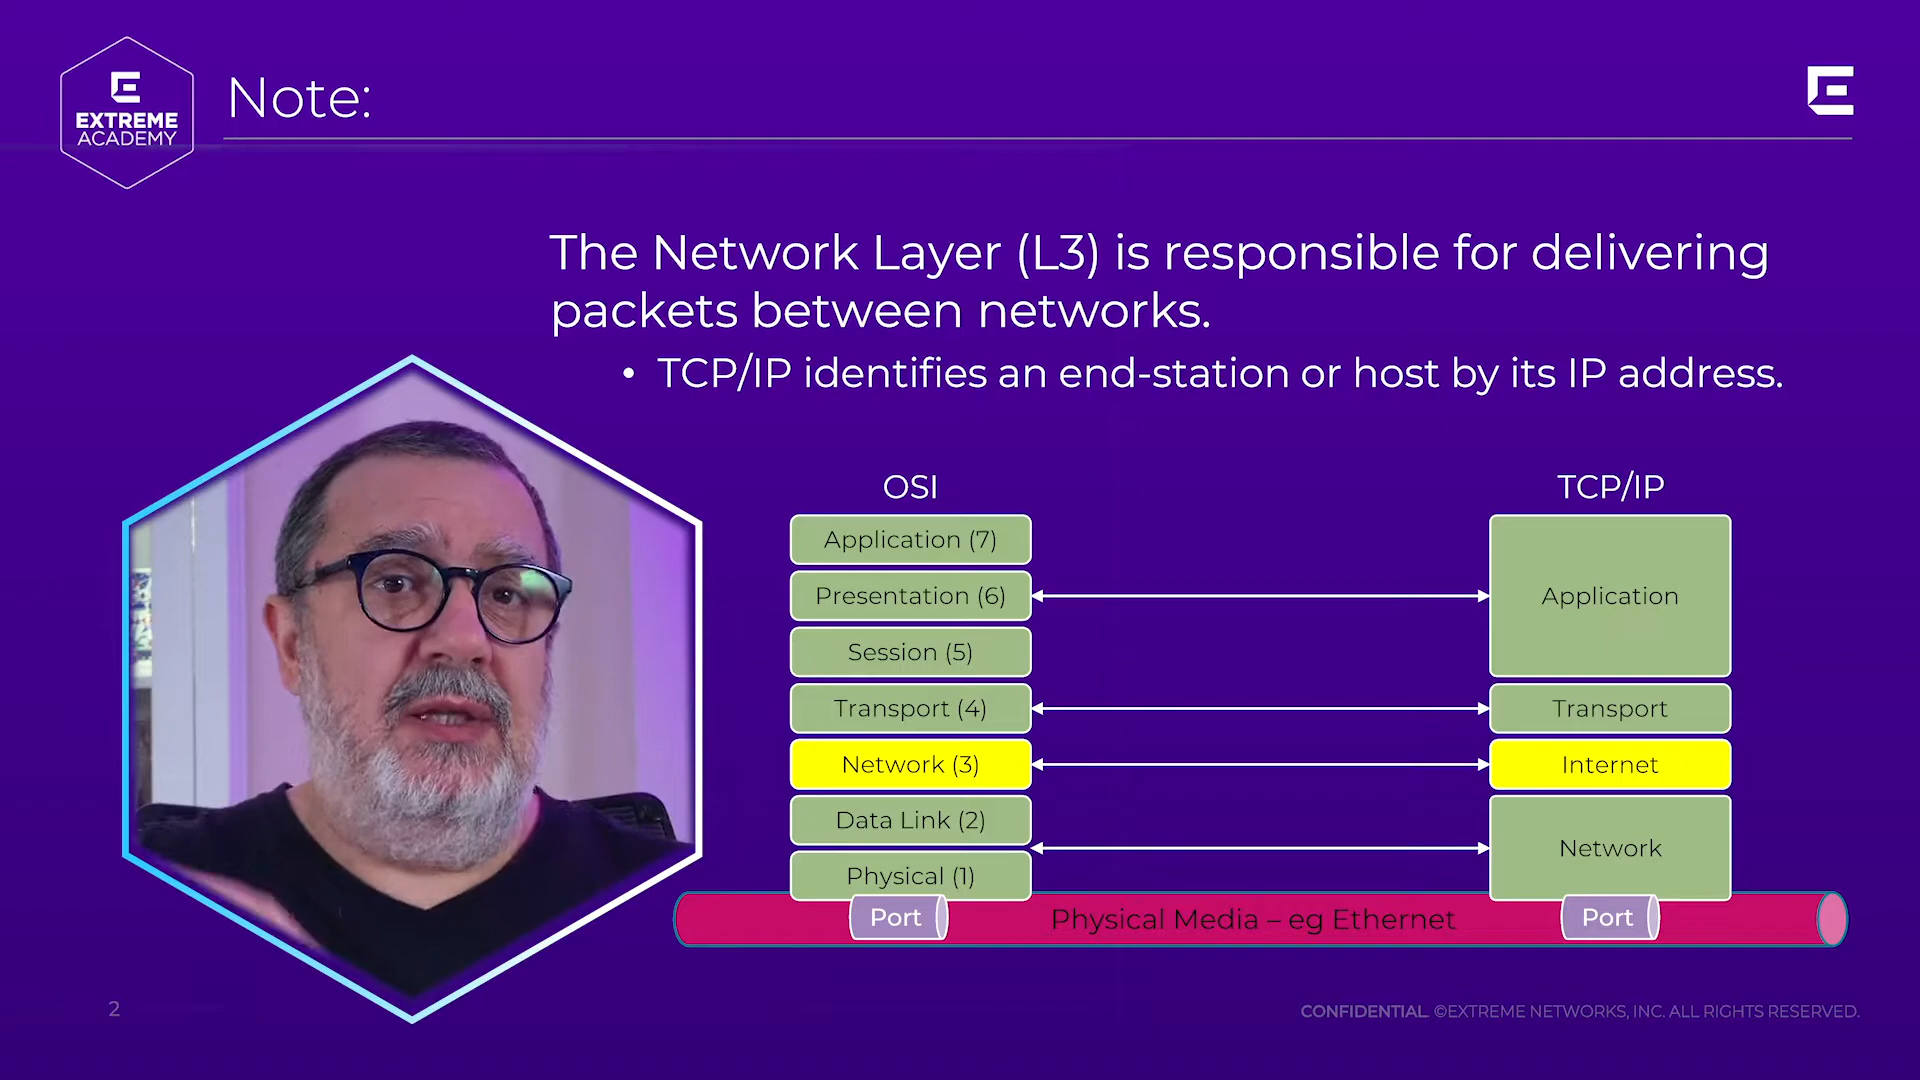 EXTREME
ACADEMY
Note:
The Network Layer (L3) is responsible for delivering
packets between networks.
• TCP/IP identifies an end-station or host by its IP address.
OSI
Application (7)
Presentation (6)
Session (5)
Transport (4)
Network (3)
Data Link (2)
Physical (1)
TCP/IP
Application
Transport
Internet
Network
Port
Physical Media – eg Ethernet
Port
2
CONFIDENTIAL. ©EXTREME NETWORKS, INC. ALL RIGHTS RESERVED.